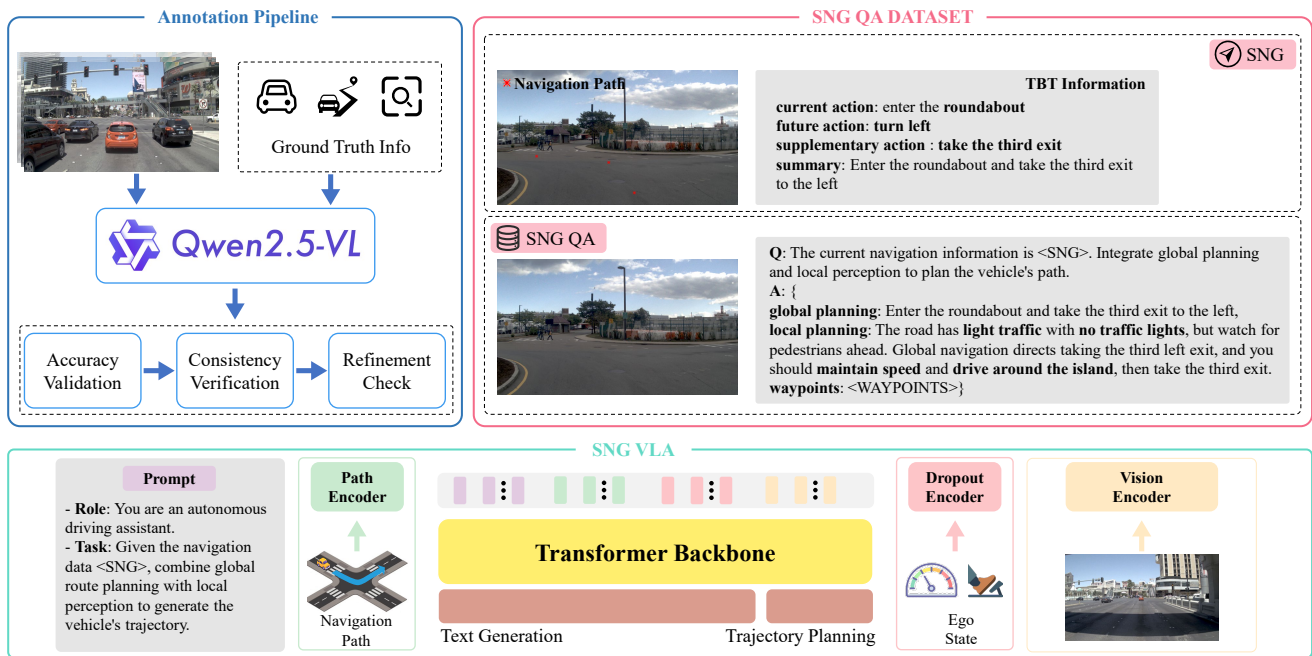 Annotation Pipeline
Ground Truth Info
Qwen2.5-VL
Accuracy
Validation
Consistency
Verification
Refinement
Check
SNG QA DATASET
SNG
Navigation Path
TBT Information
current action: enter the roundabout
future action: turn left
supplementary action : take the third exit
summary: Enter the roundabout and take the third exit
to the left
SNG QA
Q: The current navigation information is <SNG>. Integrate global planning
and local perception to plan the vehicle's path.
A: {
global planning: Enter the roundabout and take the third exit to the left,
local planning: The road has light traffic with no traffic lights, but watch for
pedestrians ahead. Global navigation directs taking the third left exit, and you
should maintain speed and drive around the island, then take the third exit.
waypoints: <WAYPOINTS>}
SNG VLA
Prompt
- Role: You are an autonomous
driving assistant.
- Task: Given the navigation
data <SNG>, combine global
route planning with local
perception to generate the
vehicle's trajectory.
Path
Encoder
Navigation
Path
Transformer Backbone
Text Generation
Trajectory Planning
Dropout
Encoder
Ego
State
Vision
Encoder